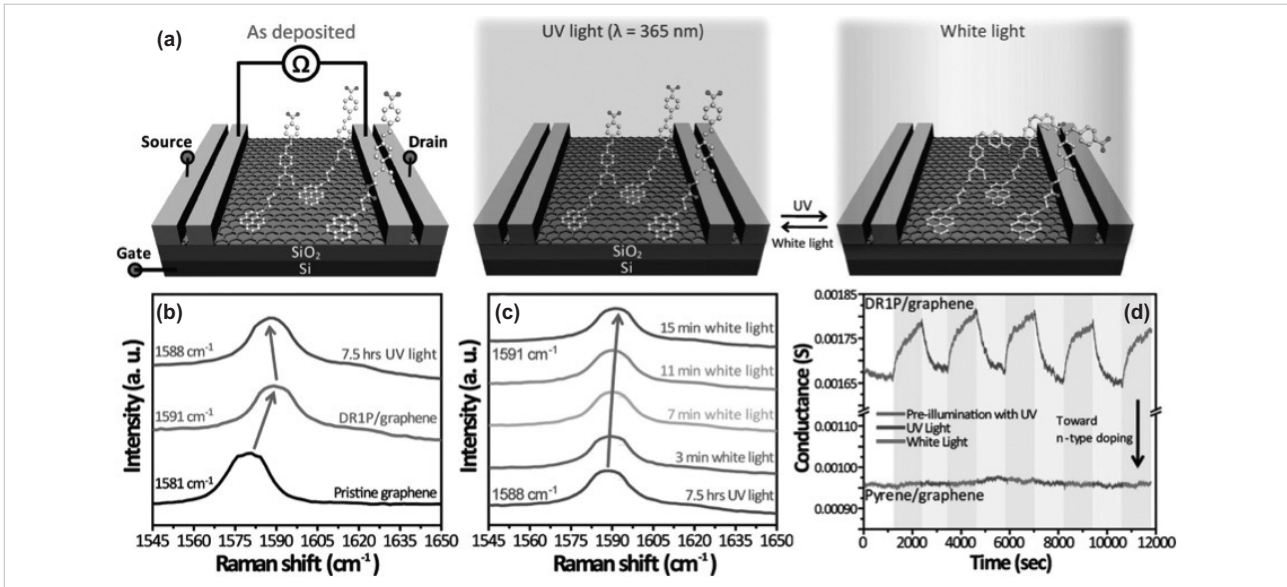 (a)
As deposited
UV light (λ = 365 nm)
White light
Ω
Source
Drain
Gate
SiO₂
Si
SiO₂
Si
UV
White light
(b)
1588 cm⁻¹
7.5 hrs UV light
1591 cm⁻¹
DR1P/graphene
1581 cm⁻¹
Pristine graphene
Intensity (a. u.)
1545 1560 1575 1590 1605 1620 1635 1650
Raman shift (cm⁻¹)
(c)
15 min white light
1591 cm⁻¹
11 min white light
7 min white light
3 min white light
1588 cm⁻¹
7.5 hrs UV light
Intensity (a. u.)
1545 1560 1575 1590 1605 1620 1635 1650
Raman shift (cm⁻¹)
(d)
DR1P/graphene
0.00185
0.00175
0.00165
0.00110
0.00100
0.00090
Conductance (S)
Pre-illumination with UV
UV Light
White Light
Toward
n-type doping
Pyrene/graphene
0 2000 4000 6000 8000 10000 12000
Time (sec)